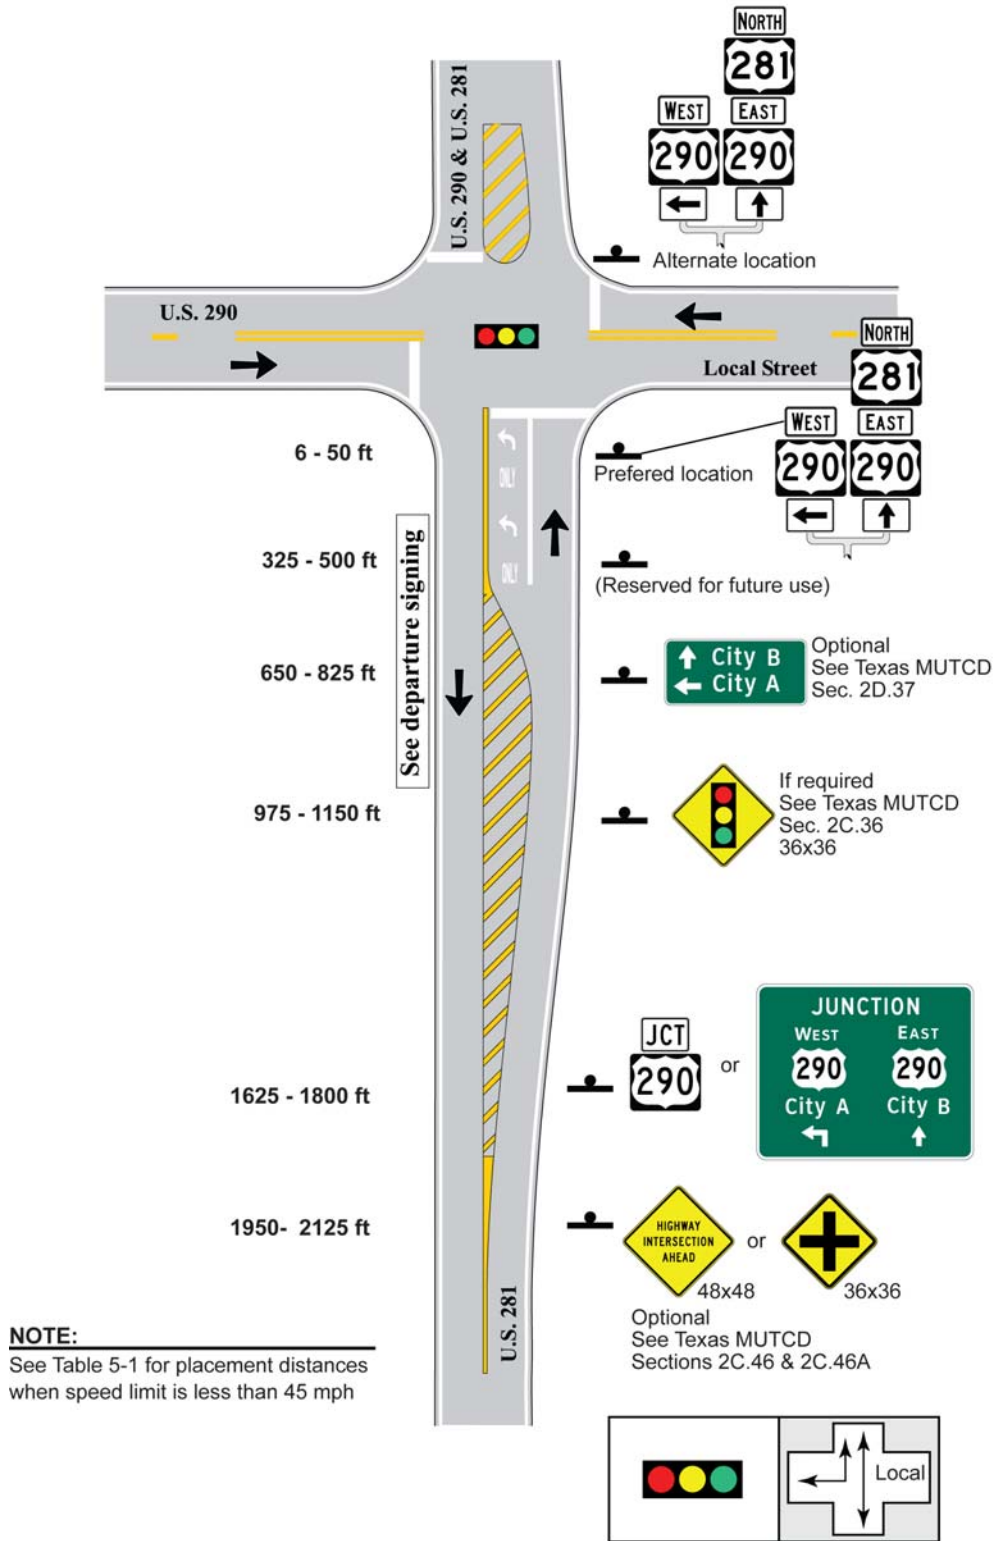 NORTH
281
WEST EAST
290 290
U.S. 290 & U.S. 281
Alternate location
U.S. 290
Local Street
NORTH
281
WEST EAST
290 290
6 - 50 ft
ONLY
Prefered location
325 - 500 ft
ONLY
(Reserved for future use)
See departure signing
650 - 825 ft
City B
City A
Optional
See Texas MUTCD
Sec. 2D.37
975 - 1150 ft
If required
See Texas MUTCD
Sec. 2C.36
36x36
1625 - 1800 ft
JCT
290
or
JUNCTION
WEST EAST
290 290
City A City B
1950- 2125 ft
HIGHWAY
INTERSECTION
AHEAD
or
48x48
36x36
Optional
See Texas MUTCD
Sections 2C.46 & 2C.46A
U.S. 281
NOTE:
See Table 5-1 for placement distances
when speed limit is less than 45 mph
Local